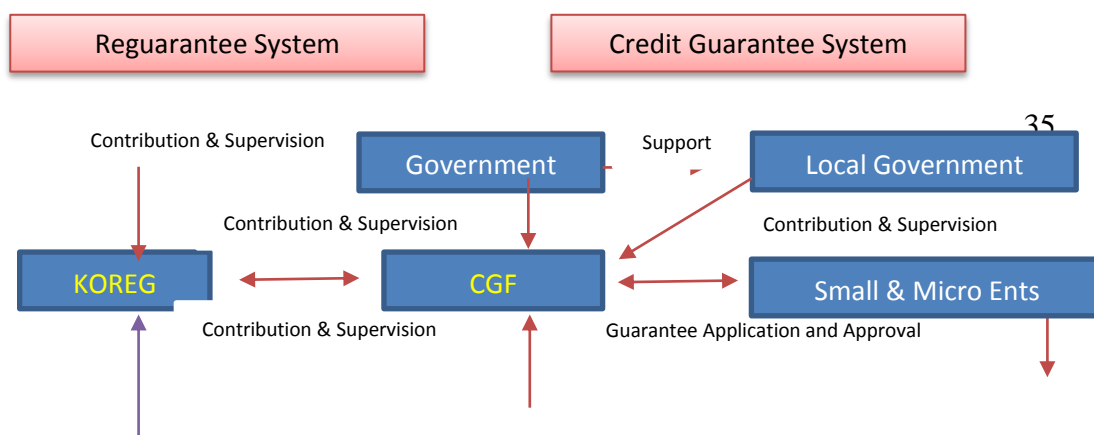 Reguarantee System
Credit Guarantee System
35
Contribution & Supervision
Government
Support
Local Government
Contribution & Supervision
Contribution & Supervision
KOREG
CGF
Small & Micro Ents
Contribution & Supervision
Guarantee Application and Approval